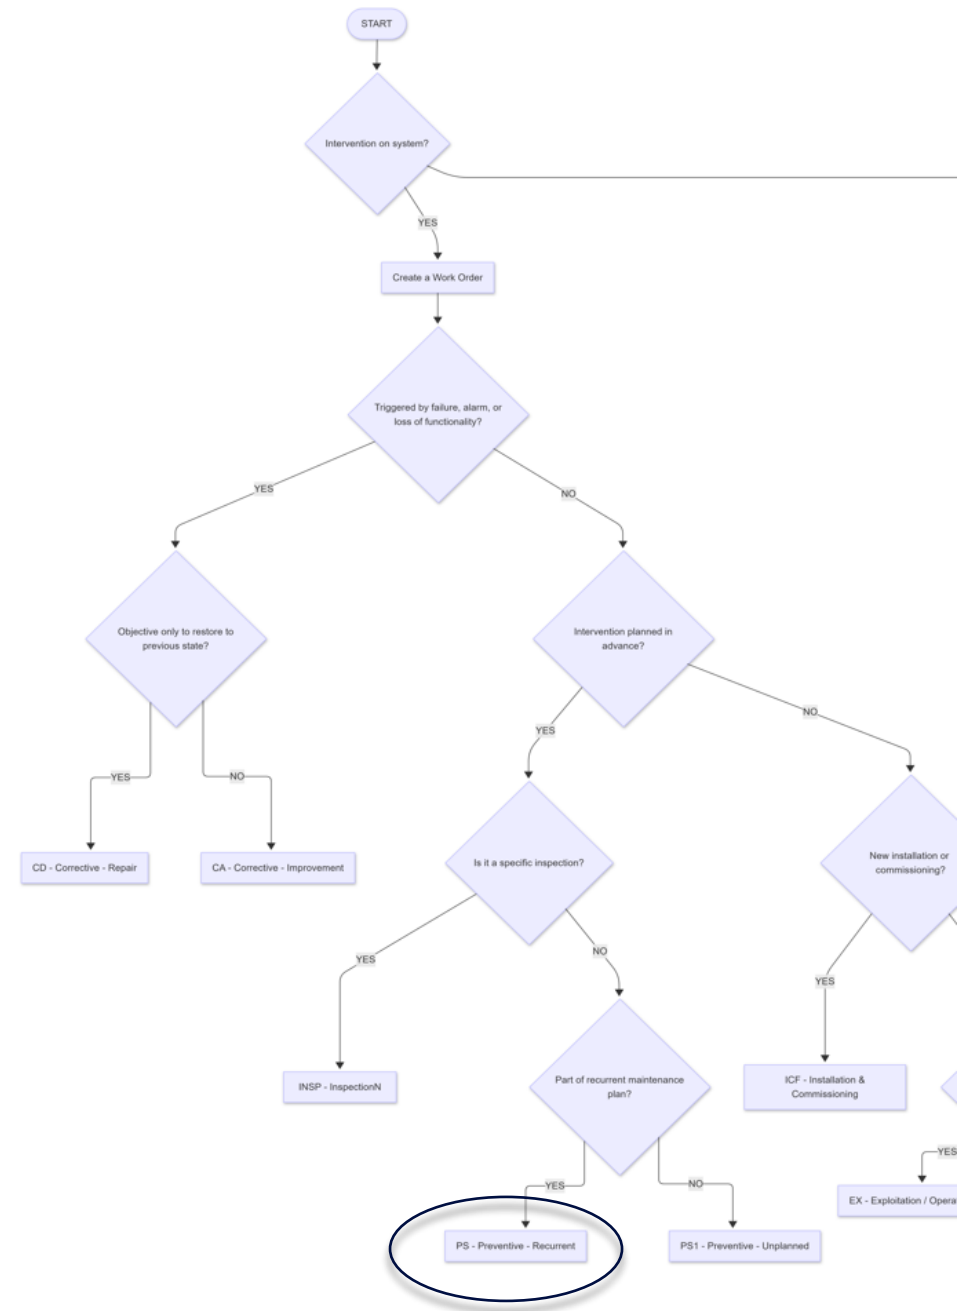 START
Intervention on system?
YES
Create a Work Order
Triggered by failure, alarm, or
loss of functionality?
YES
NO
Objective only to restore to
previous state?
Intervention planned in
advance?
YES
NO
YES
NO
CD - Corrective - Repair
CA - Corrective - Improvement
Is it a specific inspection?
New installation or
commissioning?
YES
NO
YES
INSP - InspectionN
Part of recurrent maintenance
plan?
ICF - Installation &
Commissioning
YES
NO
YES
PS - Preventive - Recurrent
PS1 - Preventive - Unplanned
EX - Exploitation / Opera